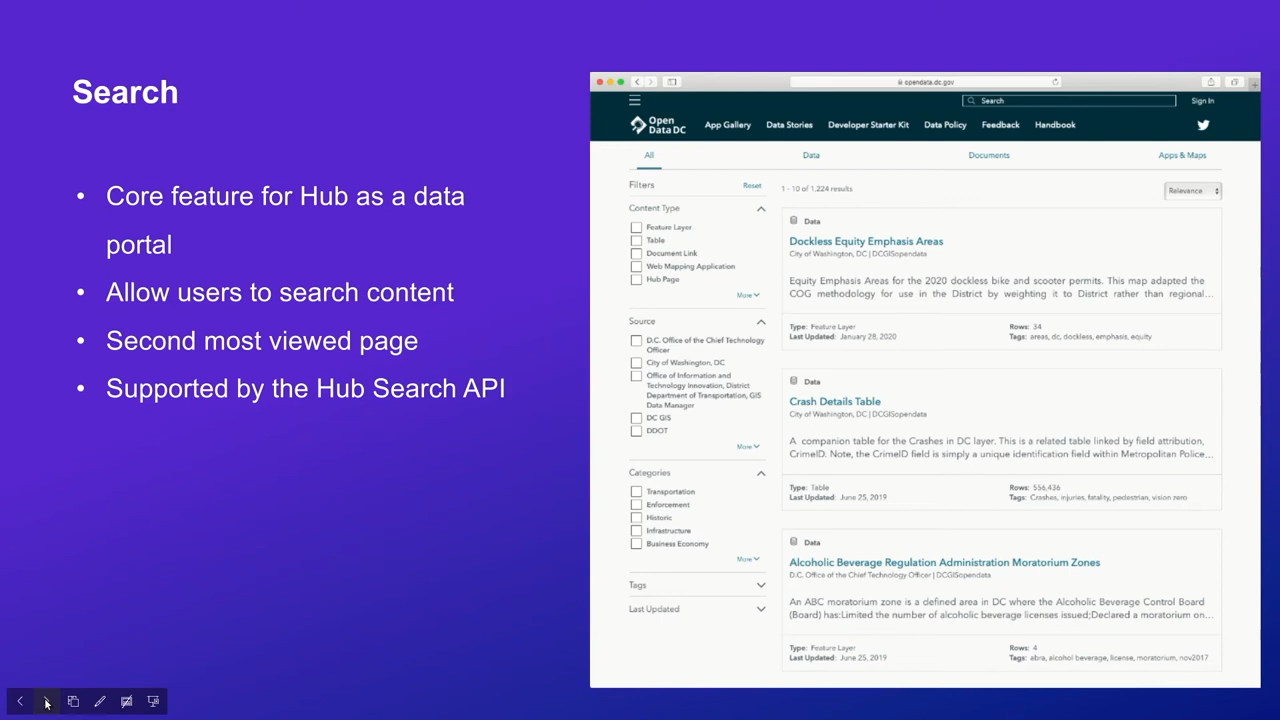 Search
• Core feature for Hub as a data
portal
• Allow users to search content
• Second most viewed page
• Supported by the Hub Search API
opendata.dc.gov
Search
Sign In
Open
Data DC
App Gallery
Data Stories
Developer Starter Kit
Data Policy
Feedback
Handbook
All
Data
Documents
Apps & Maps
Filters
Reset
Content Type
Feature Layer
Table
Document Link
Web Mapping Application
Hub Page
More
Source
D.C. Office of the Chief Technology
Officer
City of Washington, DC
Office of Information and
Technology Innovation, District
Department of Transportation, GIS
Data Manager
DC GIS
DDOT
More
Categories
Transportation
Enforcement
Historic
Infrastructure
Business Economy
More
Tags
Last Updated
1 - 10 of 1,224 results
Relevance
Data
Dockless Equity Emphasis Areas
City of Washington, DC | DCGISopendata
Equity Emphasis Areas for the 2020 dockless bike and scooter permits. This map adapted the
COG methodology for use in the District by weighting it to District rather than regional...
Type: Feature Layer
Last Updated: January 28, 2020
Rows: 34
Tags: areas, dc, dockless, emphasis, equity
Data
Crash Details Table
City of Washington, DC | DCGISopendata
A companion table for the Crashes in DC layer. This is a related table linked by field attribution,
CrimeID. Note, the CrimeID field is simply a unique identification field within Metropolitan Police...
Type: Table
Last Updated: June 25, 2019
Rows: 556,436
Tags: Crashes, injuries, fatality, pedestrian, vision zero
Data
Alcoholic Beverage Regulation Administration Moratorium Zones
D.C. Office of the Chief Technology Officer | DCGISopendata
An ABC moratorium zone is a defined area in DC where the Alcoholic Beverage Control Board
(Board) has:Limited the number of alcoholic beverage licenses issued;Declared a moratorium on...
Type: Feature Layer
Last Updated: June 25, 2019
Rows: 4
Tags: abra, alcohol beverage, license, moratorium, nov2017